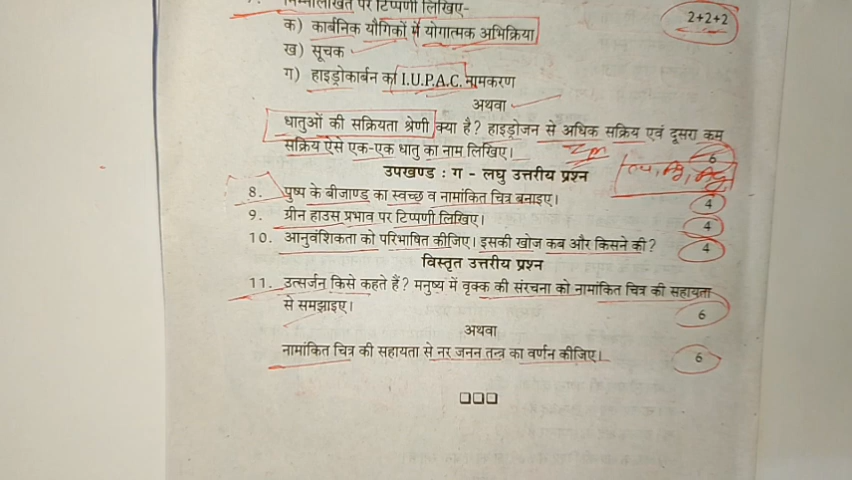 7. निम्नलिखित पर टिप्पणी लिखिए-
2+2+2
क) कार्बनिक यौगिकों में योगात्मक अभिक्रिया
ख) सूचक
ग) हाइड्रोकार्बन का I.U.P.A.C. नामकरण
अथवा
धातुओं की सक्रियता श्रेणी क्या है? हाइड्रोजन से अधिक सक्रिय एवं दूसरा कम
सक्रिय ऐसे एक-एक धातु का नाम लिखिए।
6
Zn
उपखण्ड : ग - लघु उत्तरीय प्रश्न
8. पुष्प के बीजाण्ड का स्वच्छ व नामांकित चित्र बनाइए। 4
9. ग्रीन हाउस प्रभाव पर टिप्पणी लिखिए। 4
10. आनुवंशिकता को परिभाषित कीजिए। इसकी खोज कब और किसने की? 4
विस्तृत उत्तरीय प्रश्न
11. उत्सर्जन किसे कहते हैं? मनुष्य में वृक्क की संरचना को नामांकित चित्र की सहायता
से समझाइए। 6
अथवा
नामांकित चित्र की सहायता से नर जनन तन्त्र का वर्णन कीजिए। 6